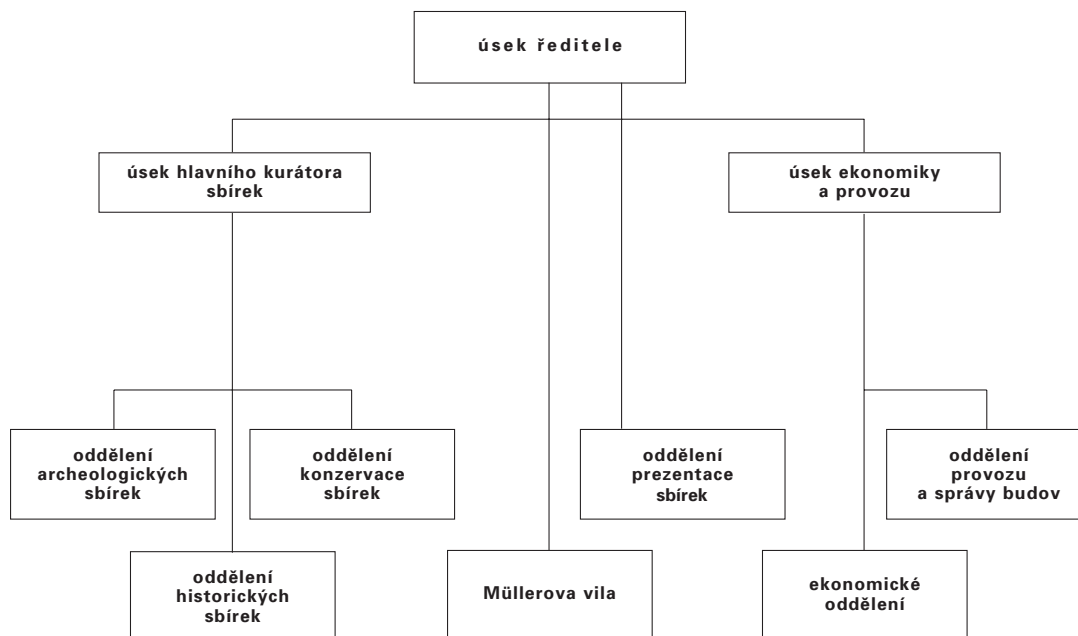 úsek ředitele
úsek hlavního kurátora
sbírek
úsek ekonomiky
a provozu
oddělení
archeologických
sbírek
oddělení
konzervace
sbírek
oddělení
prezentace
sbírek
oddělení
provozu
a správy budov
oddělení
historických
sbírek
Müllerova vila
ekonomické
oddělení